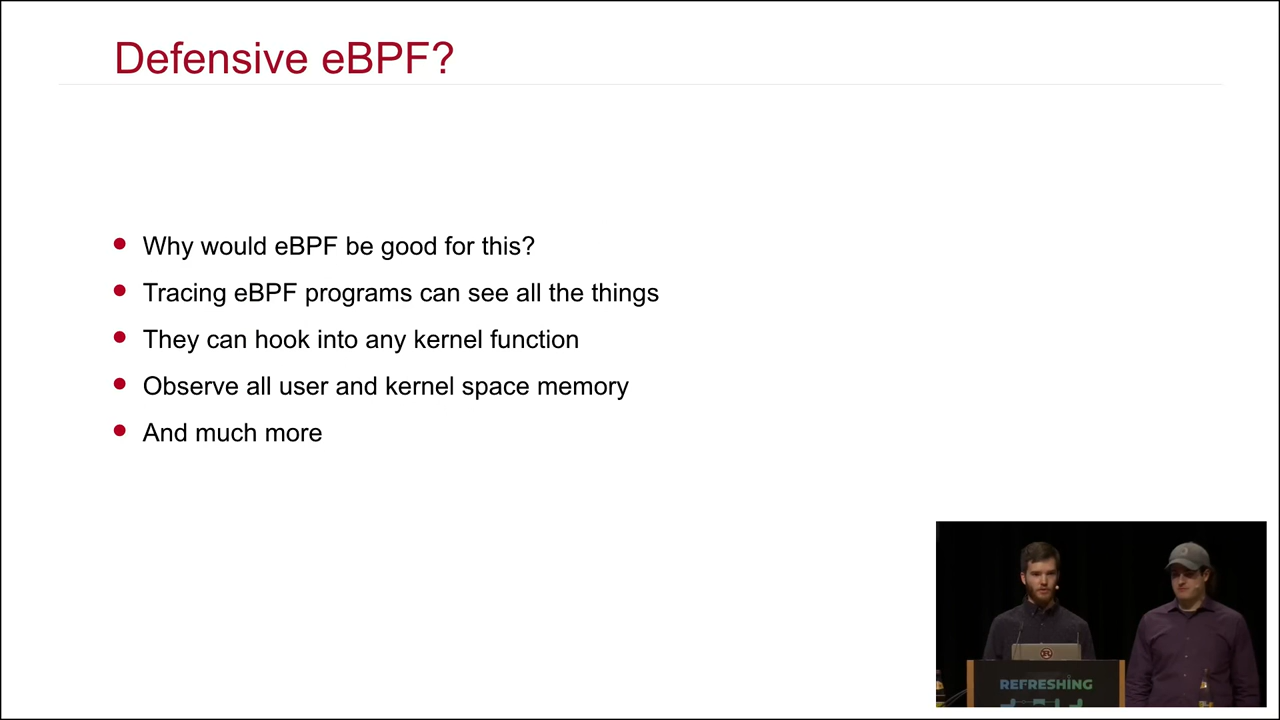 Defensive eBPF?
Why would eBPF be good for this?
Tracing eBPF programs can see all the things
They can hook into any kernel function
Observe all user and kernel space memory
And much more
REFRESHING